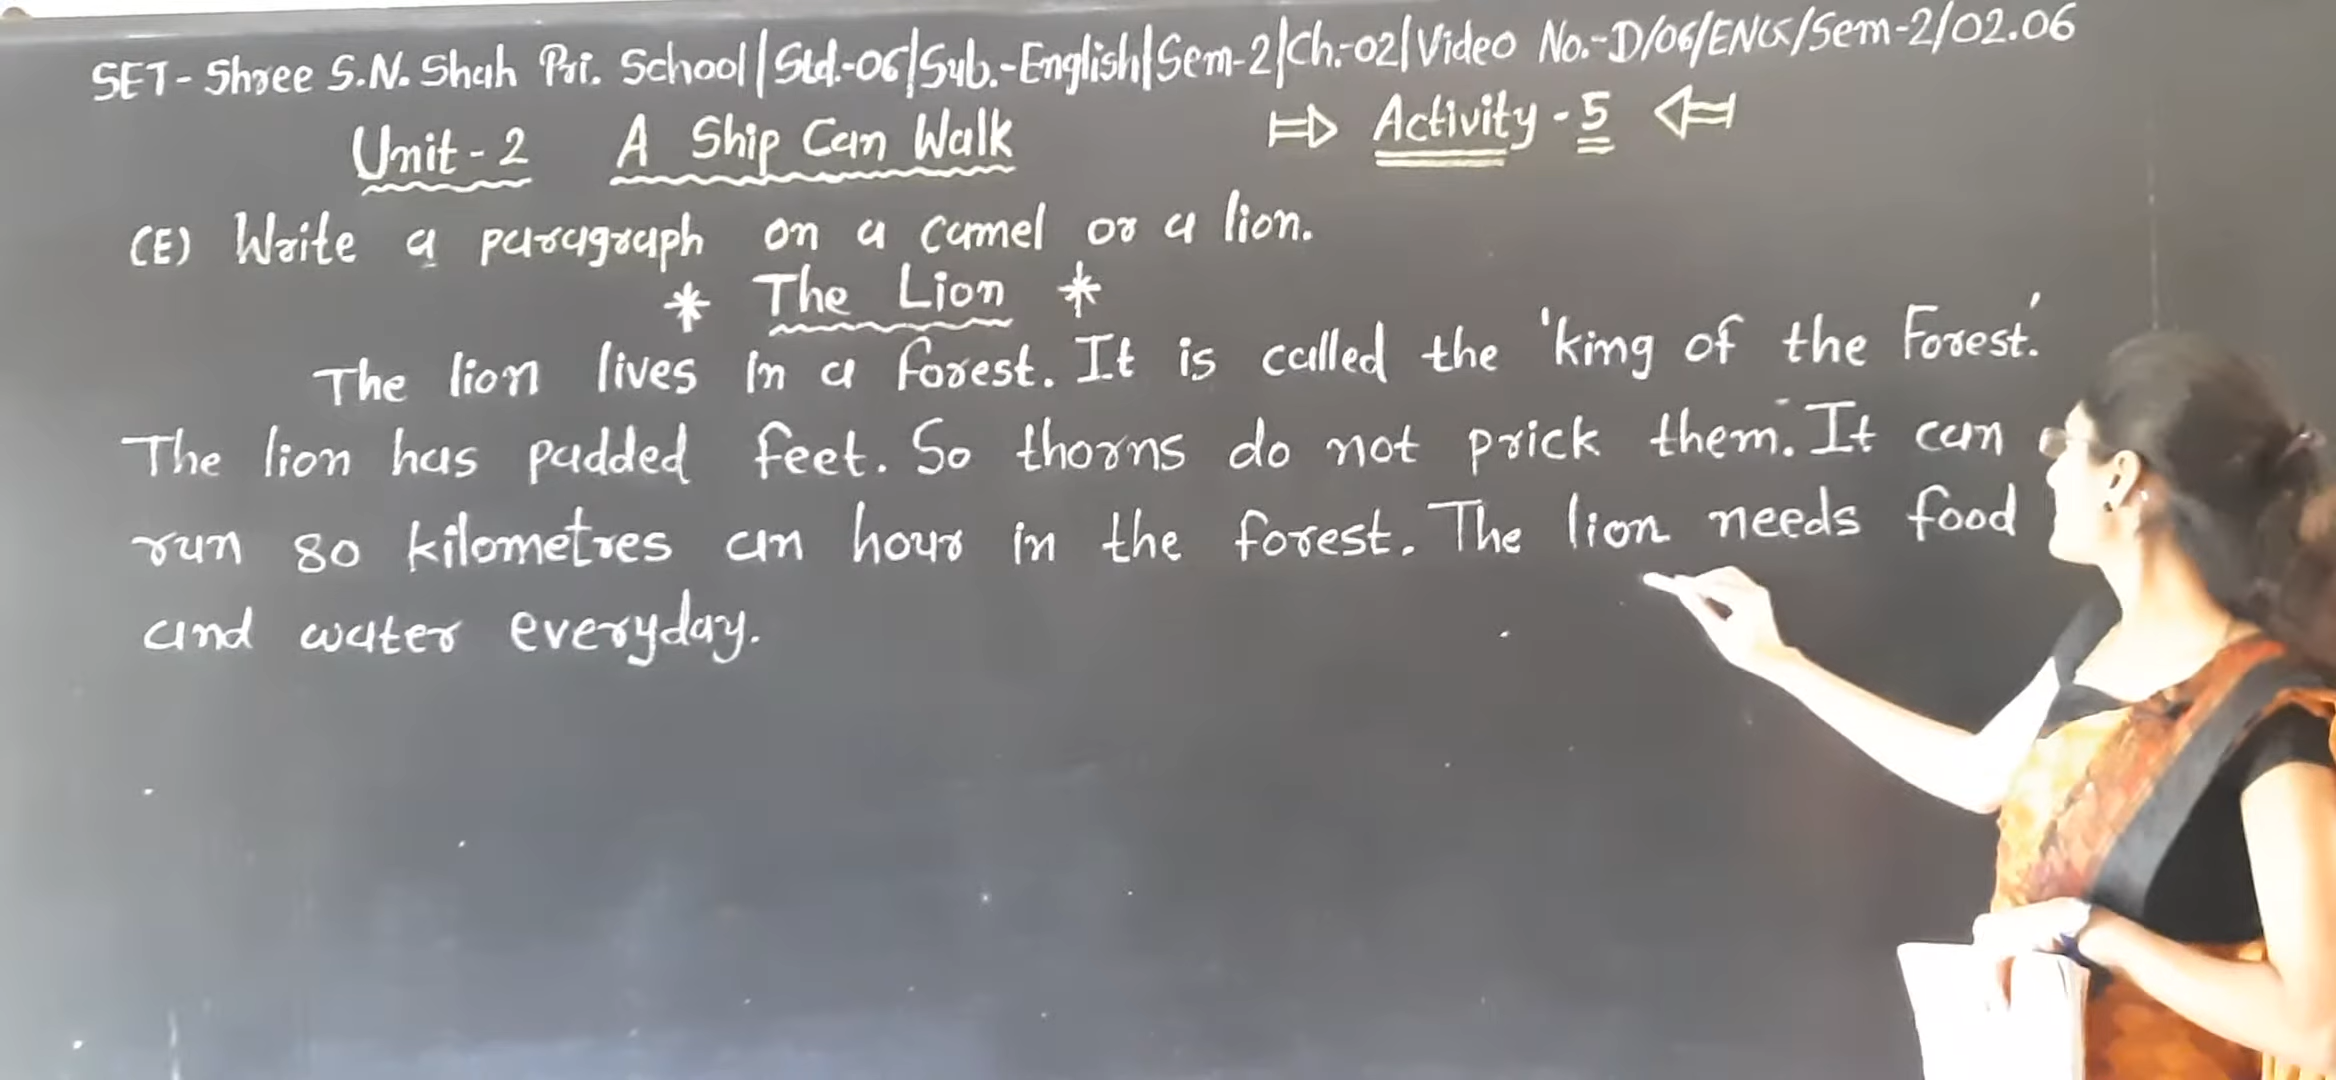 SET - Shree S.N. Shah Pri. School | Std.-06 | Sub.-English | Sem-2 | Ch.-02 | Video No.-D/06/ENG/Sem-2/02.06
Unit-2 A Ship Can Walk ⇒ Activity-5 ⇐
(E) Write a paragraph on a camel or a lion.
* The Lion *
The lion lives in a forest. It is called the 'king of the Forest.'
The lion has padded feet. So thorns do not prick them. It can
run 80 kilometres an hour in the forest. The lion needs food
and water everyday.